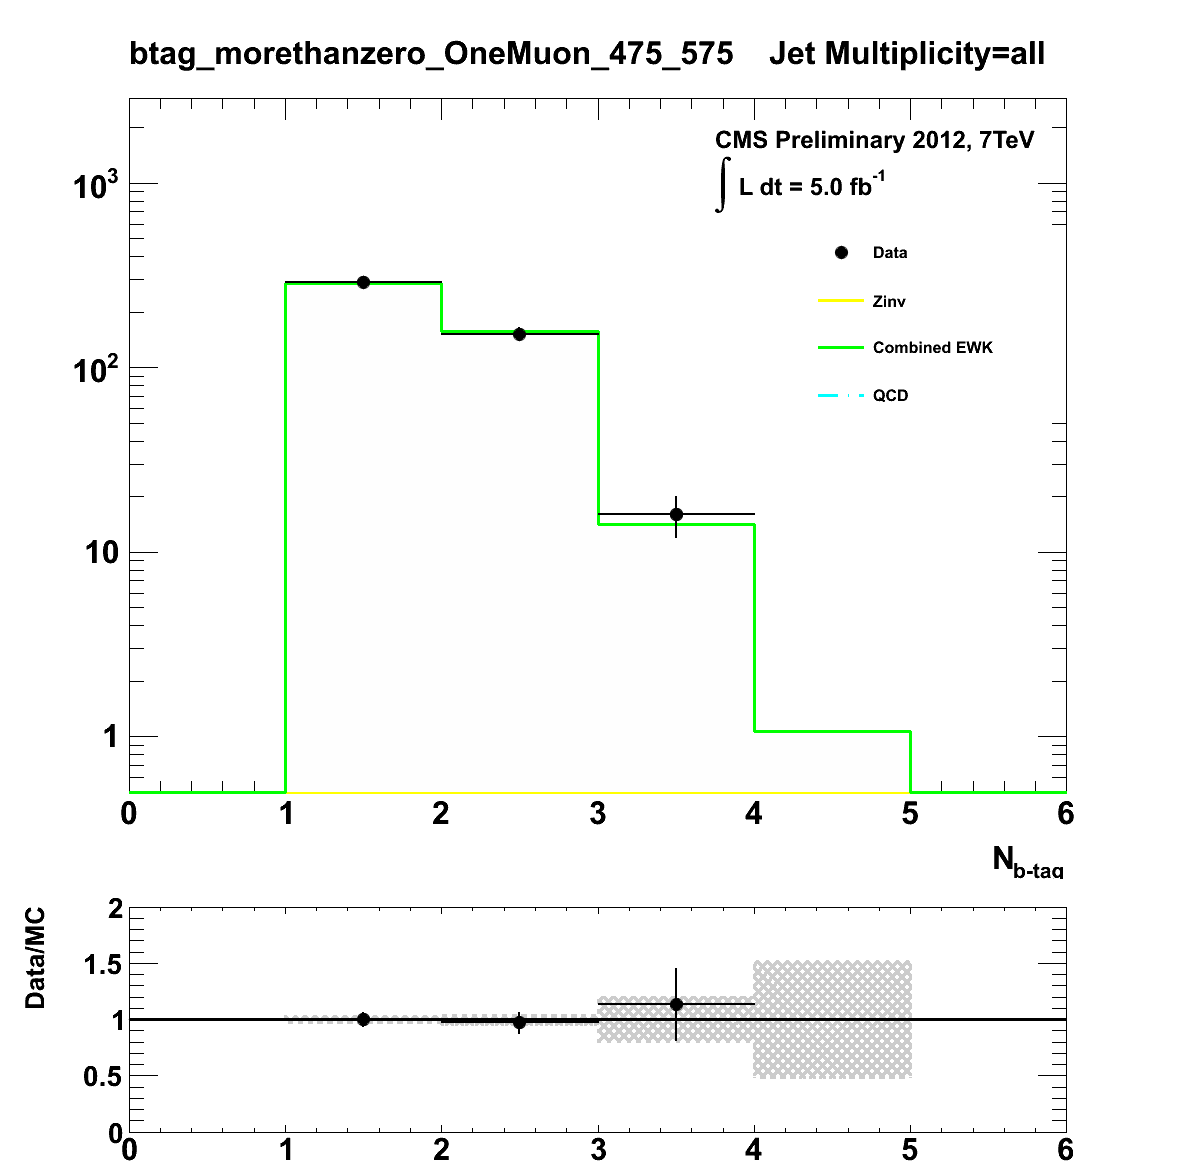 btag_morethanzero_OneMuon_475_575 Jet Multiplicity=all
CMS Preliminary 2012, 7TeV
∫ L dt = 5.0 fb⁻¹
Data
Zinv
Combined EWK
QCD
10³
10²
10
1
0 1 2 3 4 5 6
N_b-tag
Data/MC
2
1.5
1
0.5
0
0 1 2 3 4 5 6